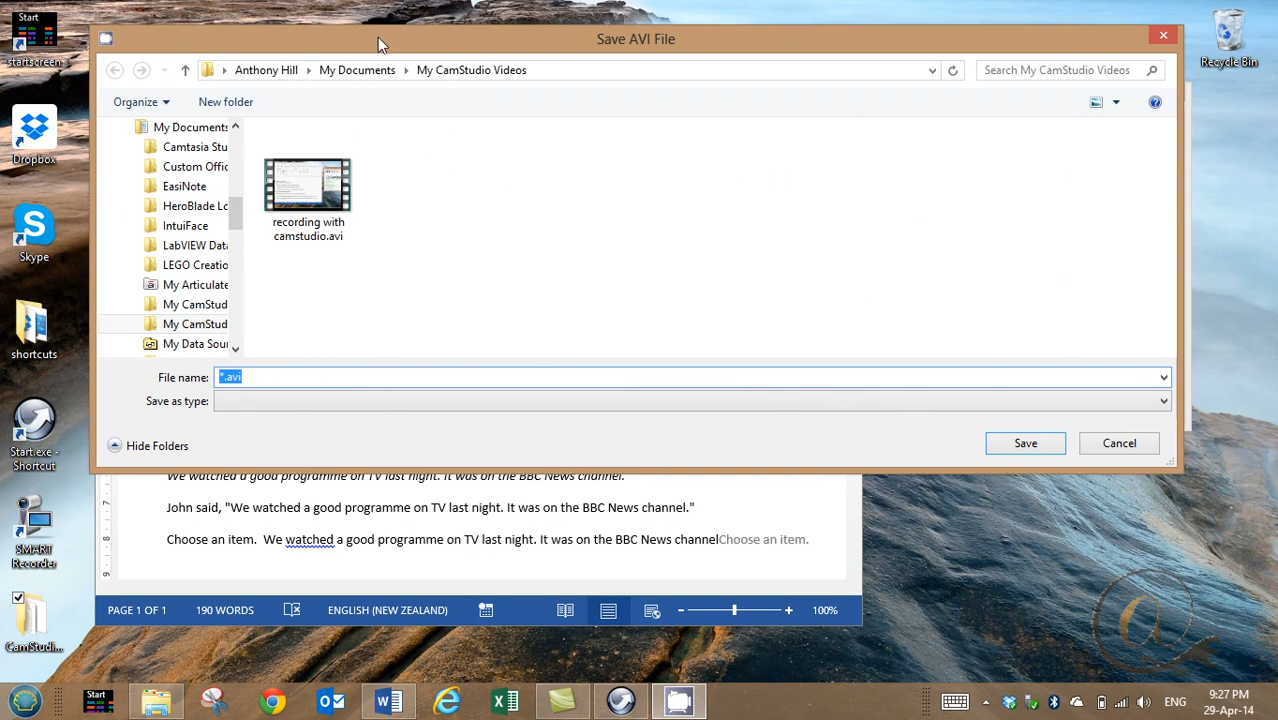 Start
startscreen
Dropbox
Skype
shortcuts
Start.exe -
Shortcut
SMART
Recorder
CamStudi...
Recycle Bin
Save AVI File
Anthony Hill
My Documents
My CamStudio Videos
Search My CamStudio Videos
Organize
New folder
My Documents
Camtasia Stu
Custom Offic
EasiNote
HeroBlade Lo
IntuiFace
LabVIEW Data
LEGO Creatio
My Articulate
My CamStud
My CamStud
My Data Sour
recording with
camstudio.avi
File name:
*.avi
Save as type:
Hide Folders
Save
Cancel
We watched a good programme on TV last night. It was on the BBC News channel.
7
John said, "We watched a good programme on TV last night. It was on the BBC News channel."
8
Choose an item.  We watched a good programme on TV last night. It was on the BBC News channelChoose an item.
9
PAGE 1 OF 1
190 WORDS
ENGLISH (NEW ZEALAND)
100%
Start
ENG
9:27 PM
29-Apr-14